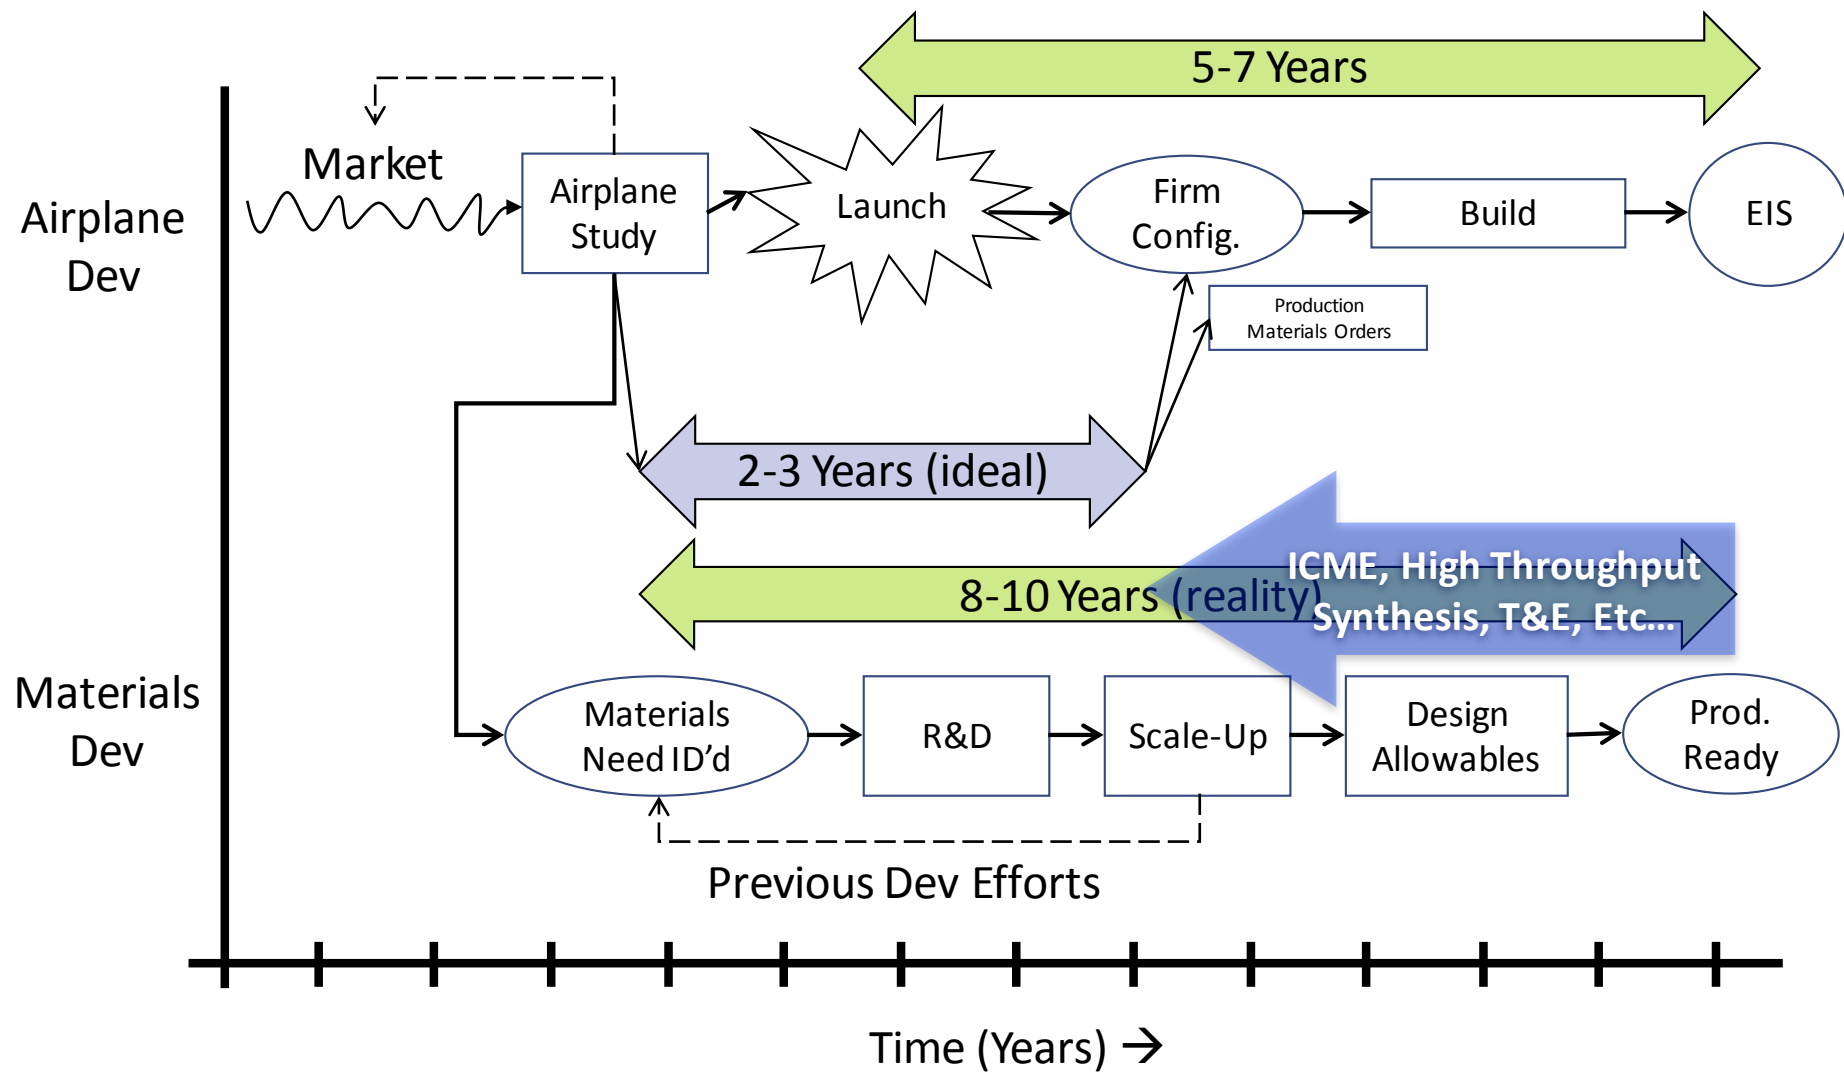 5-7 Years
Market
Airplane
Dev
Airplane
Study
Launch
Firm
Config.
Build
EIS
Production
Materials Orders
2-3 Years (ideal)
8-10 Years (reality)
ICME, High Throughput
Synthesis, T&E, Etc...
Materials
Dev
Materials
Need ID’d
R&D
Scale-Up
Design
Allowables
Prod.
Ready
Previous Dev Efforts
Time (Years) →